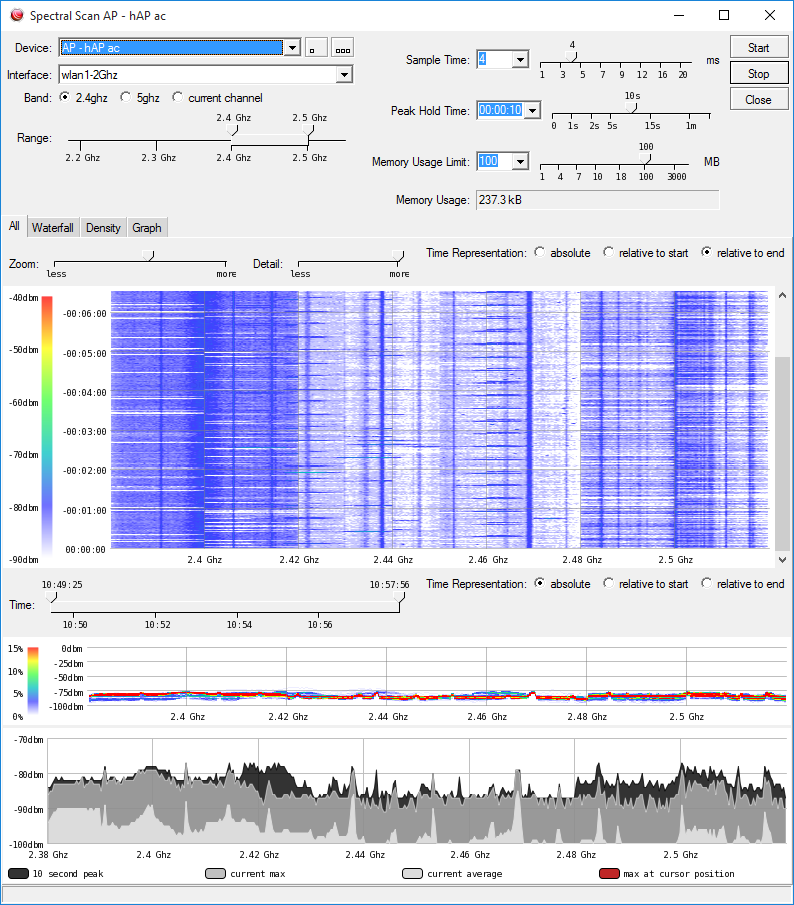 Spectral Scan AP - hAP ac
Device: AP - hAP ac
Interface: wlan1-2Ghz
Band: 2.4ghz 5ghz current channel
Range: 2.4 Ghz 2.5 Ghz
2.2 Ghz 2.3 Ghz 2.4 Ghz 2.5 Ghz
Sample Time: 4 4 ms
1 3 5 7 9 12 16 20
Peak Hold Time: 00:00:10 10s
0 1s 2s 5s 15s 1m
Memory Usage Limit: 100 100 MB
1 4 7 10 18 100 3000
Memory Usage: 237.3 kB
Start
Stop
Close
All Waterfall Density Graph
Zoom: less more Detail: less more Time Representation: absolute relative to start relative to end
-40dbm
-50dbm
-60dbm
-70dbm
-80dbm
-90dbm
-00:06:00
-00:05:00
-00:04:00
-00:03:00
-00:02:00
-00:01:00
00:00:00
2.4 Ghz 2.42 Ghz 2.44 Ghz 2.46 Ghz 2.48 Ghz 2.5 Ghz
10:49:25 10:57:56 Time Representation: absolute relative to start relative to end
Time:
10:50 10:52 10:54 10:56
15%
10%
5%
0%
0dbm
-25dbm
-50dbm
-75dbm
-100dbm
2.4 Ghz 2.42 Ghz 2.44 Ghz 2.46 Ghz 2.48 Ghz 2.5 Ghz
-70dbm
-80dbm
-90dbm
-100dbm
2.38 Ghz 2.4 Ghz 2.42 Ghz 2.44 Ghz 2.46 Ghz 2.48 Ghz 2.5 Ghz
10 second peak current max current average max at cursor position